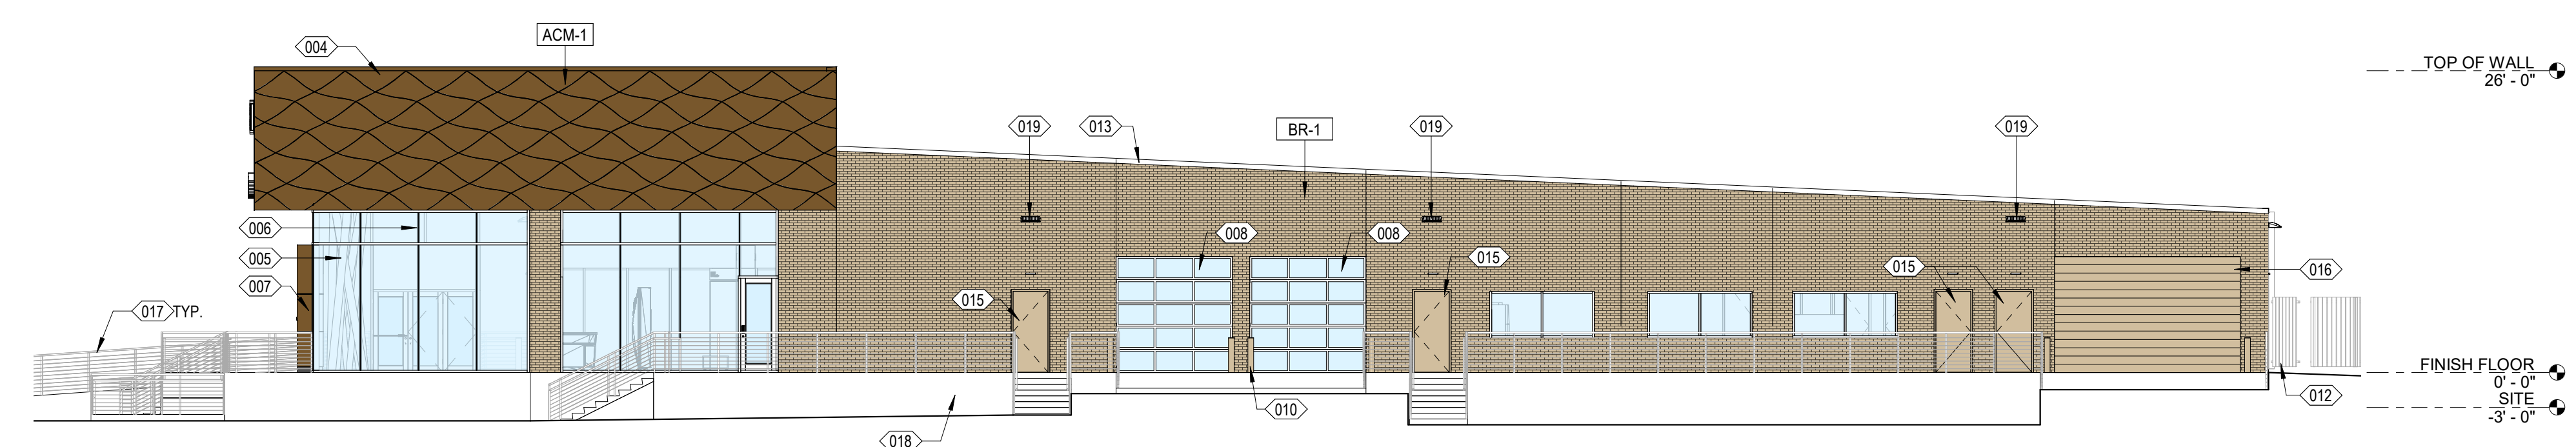 004
ACM-1
TOP OF WALL
26' - 0"
019
013
BR-1
019
019
006
008
008
005
015
015
016
007
015
017 TYP.
FINISH FLOOR
0' - 0"
012
SITE
-3' - 0"
010
018